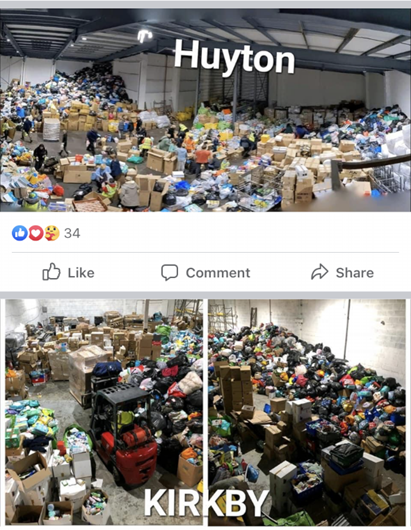 Huyton
34
Like
Comment
Share
KIRKBY